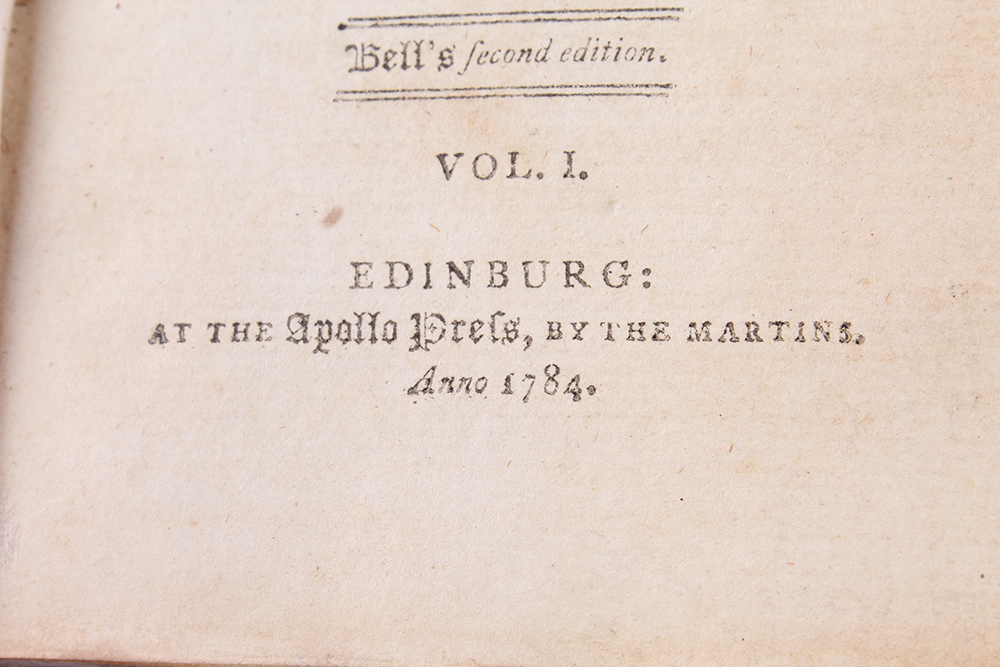 Bell's ſecond edition.
VOL. I.
EDINBURG:
AT THE Apollo Preſs, BY THE MARTINS.
Anno 1784.